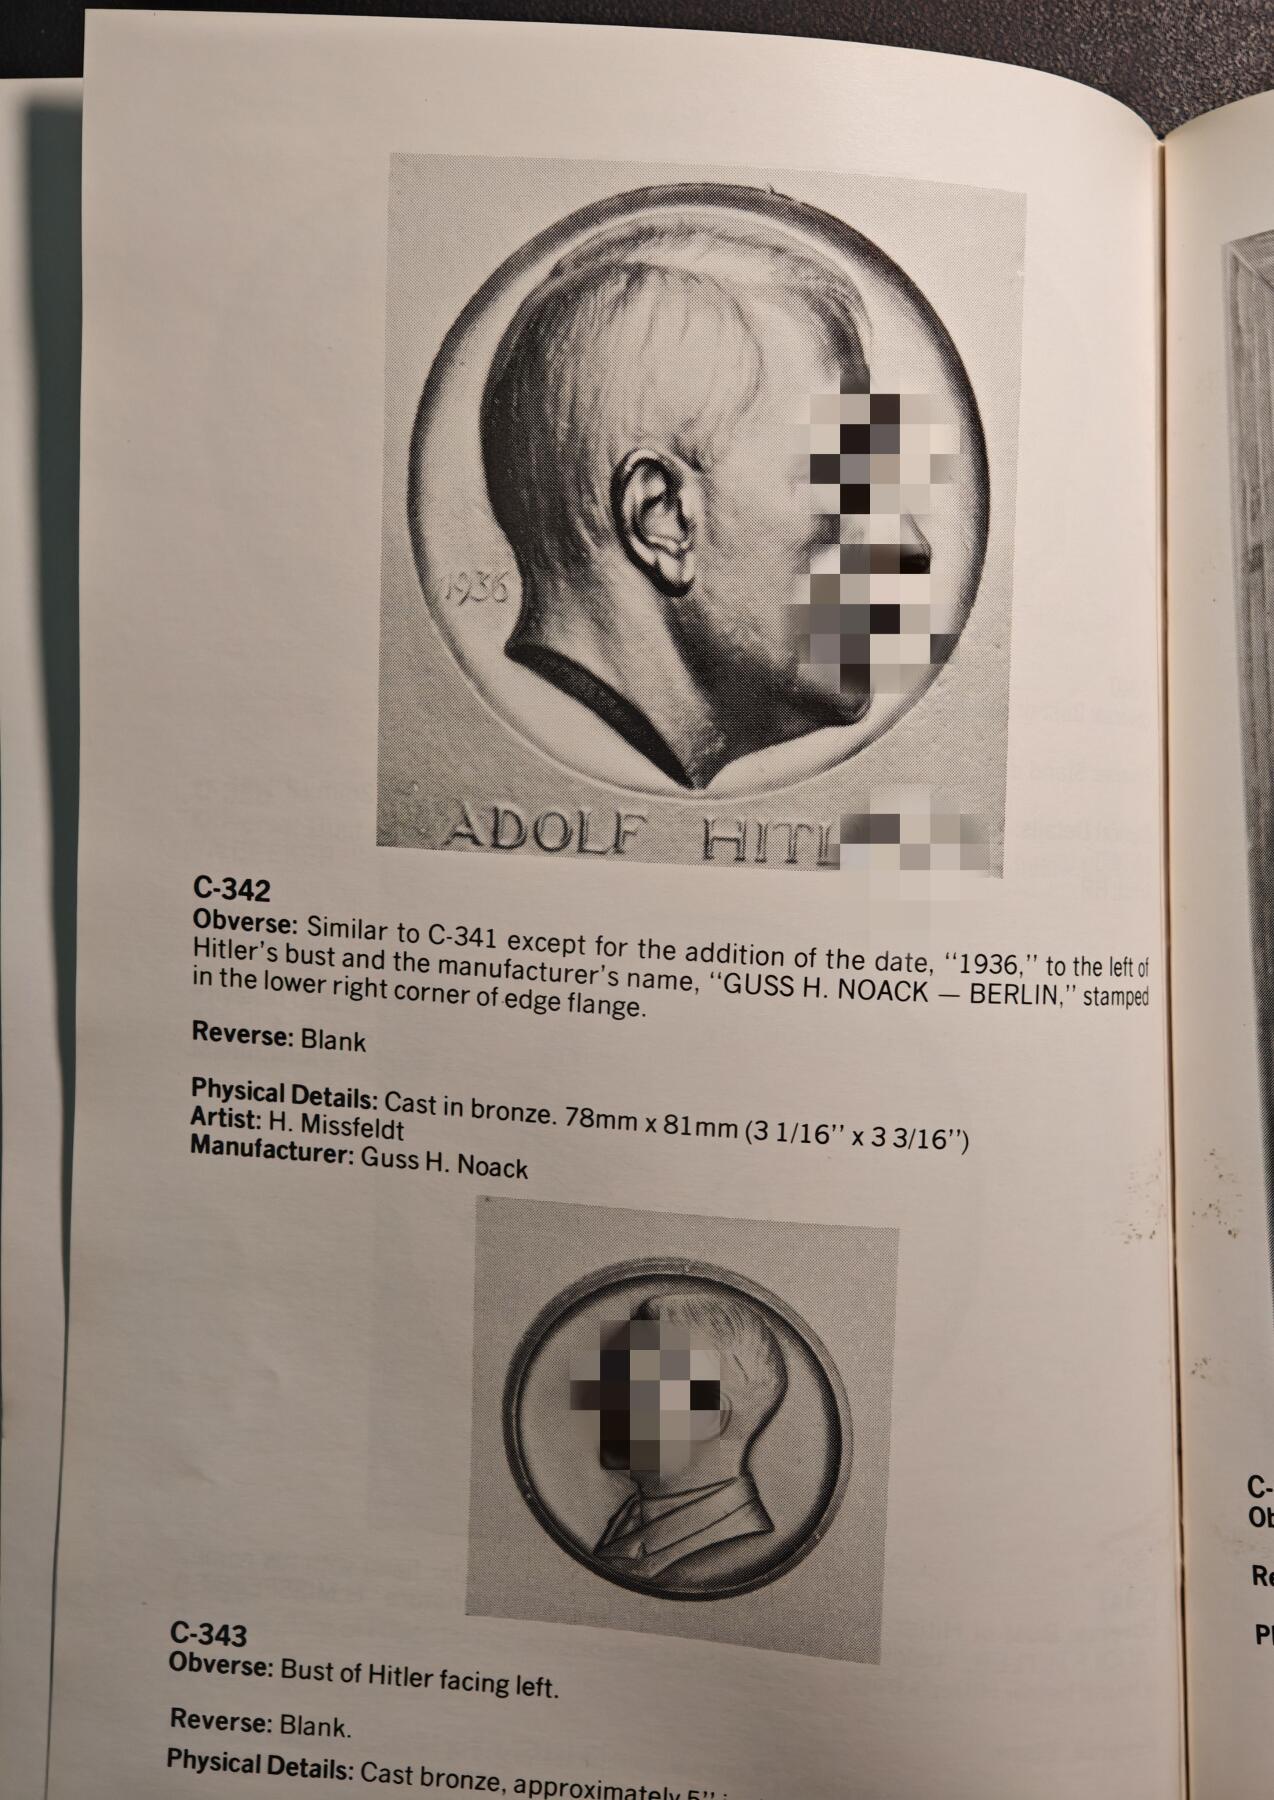 1936
ADOLF HITL
C-342
Obverse: Similar to C-341 except for the addition of the date, “1936,” to the left of
Hitler’s bust and the manufacturer’s name, “GUSS H. NOACK — BERLIN,” stamped
in the lower right corner of edge flange.
Reverse: Blank
Physical Details: Cast in bronze. 78mm x 81mm (3 1/16’’ x 3 3/16’’)
Artist: H. Missfeldt
Manufacturer: Guss H. Noack
C-343
Obverse: Bust of Hitler facing left.
Reverse: Blank.
Physical Details: Cast bronze, approximately 5’’
C-
Ob
Re